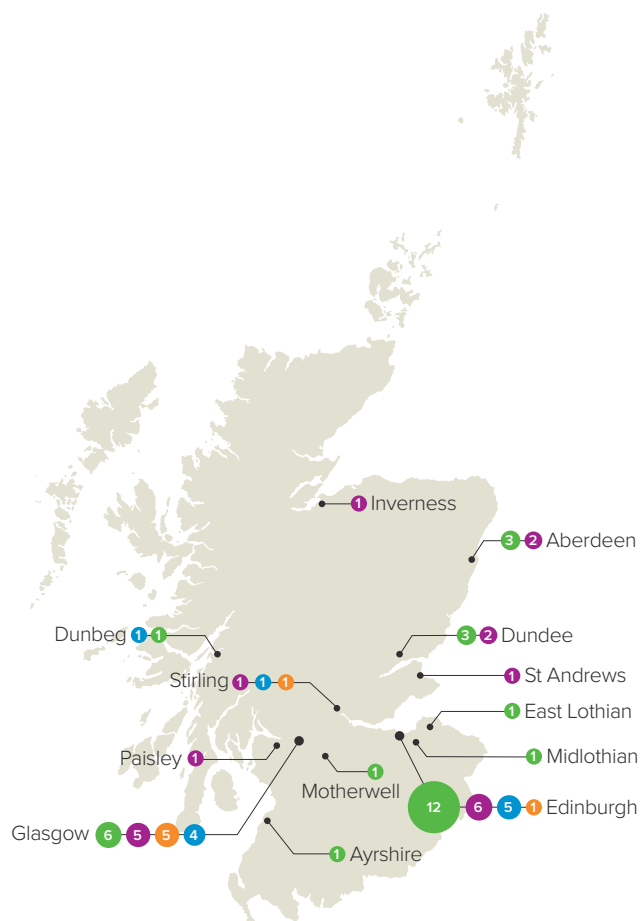 1 Inverness
3 2 Aberdeen
Dunbeg 1 1
3 2 Dundee
Stirling 1 1 1
1 St Andrews
1 East Lothian
Paisley 1
1 Midlothian
1
Motherwell
12 6 5 1 Edinburgh
Glasgow 6 5 5 4
1 Ayrshire